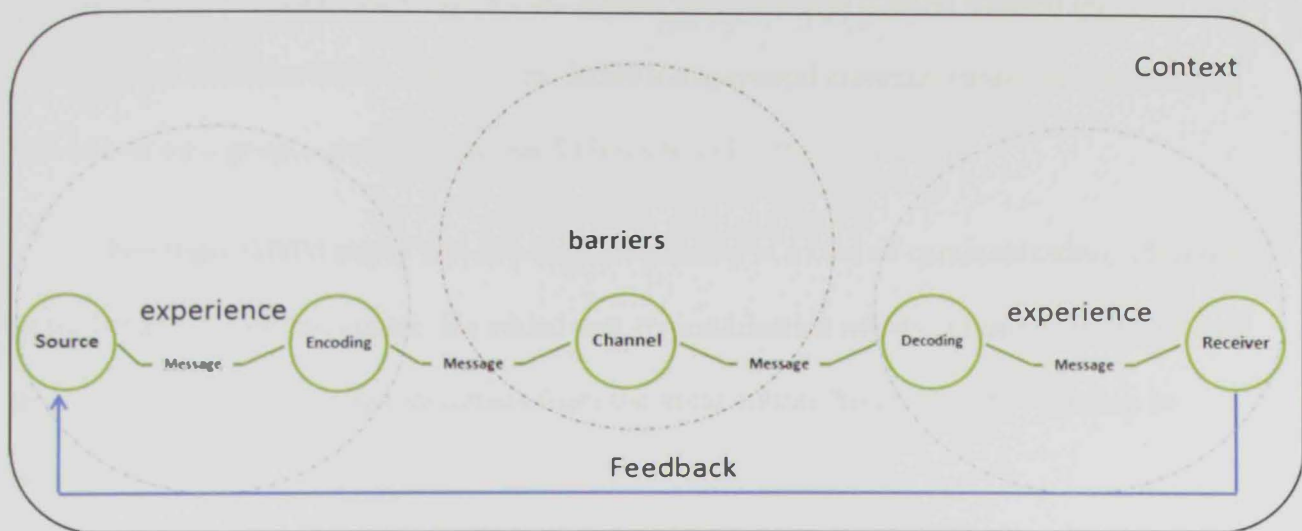 Context
barriers
experience
experience
Source
Message
Encoding
Message
Channel
Message
Decoding
Message
Receiver
Feedback